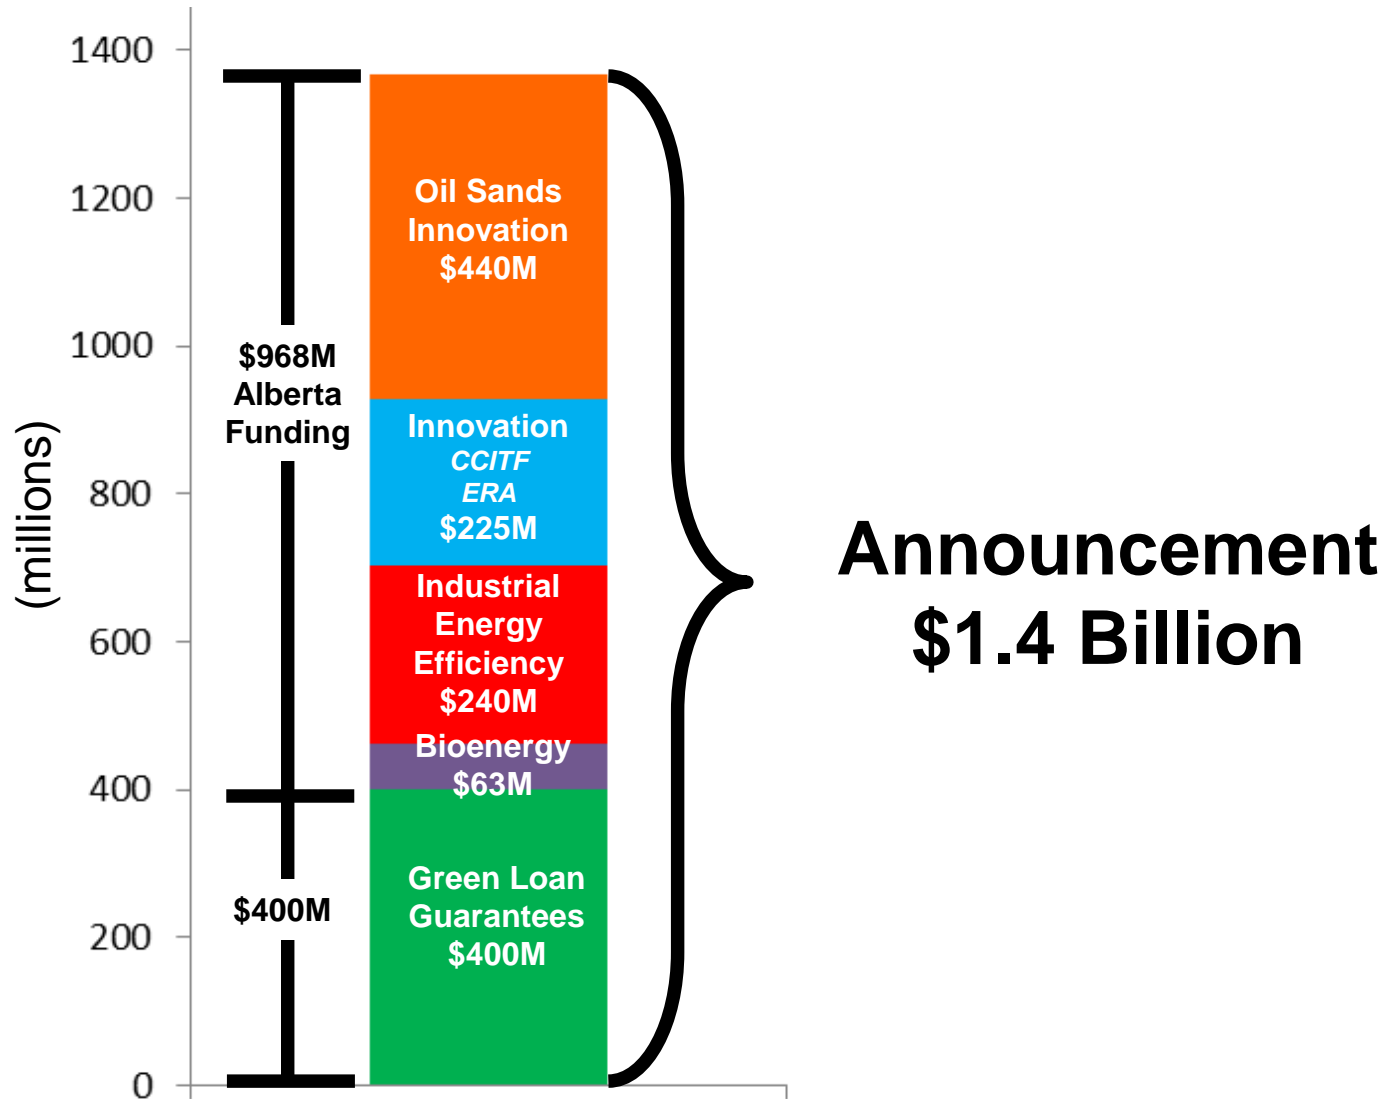 1400
1200
1000
800
600
400
200
0
(millions)
$968M
Alberta
Funding
$400M
Oil Sands
Innovation
$440M
Innovation
CCITF
ERA
$225M
Industrial
Energy
Efficiency
$240M
Bioenergy
$63M
Green Loan
Guarantees
$400M
Announcement
$1.4 Billion